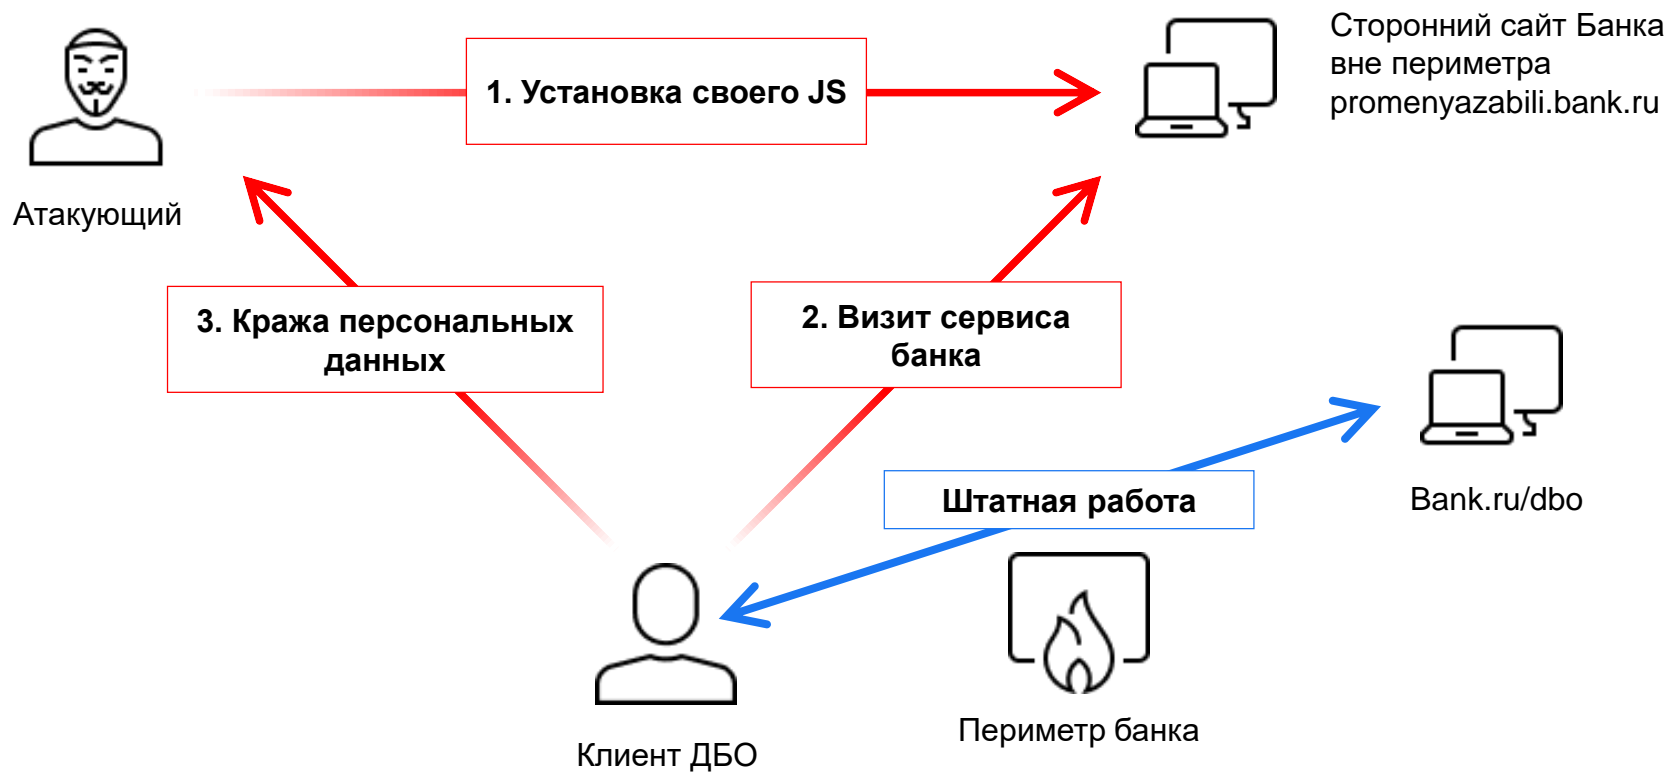 Сторонний сайт Банка
вне периметра
promenyazabili.bank.ru
1. Установка своего JS
Атакующий
3. Кража персональных
данных
2. Визит сервиса
банка
Штатная работа
Bank.ru/dbo
Периметр банка
Клиент ДБО